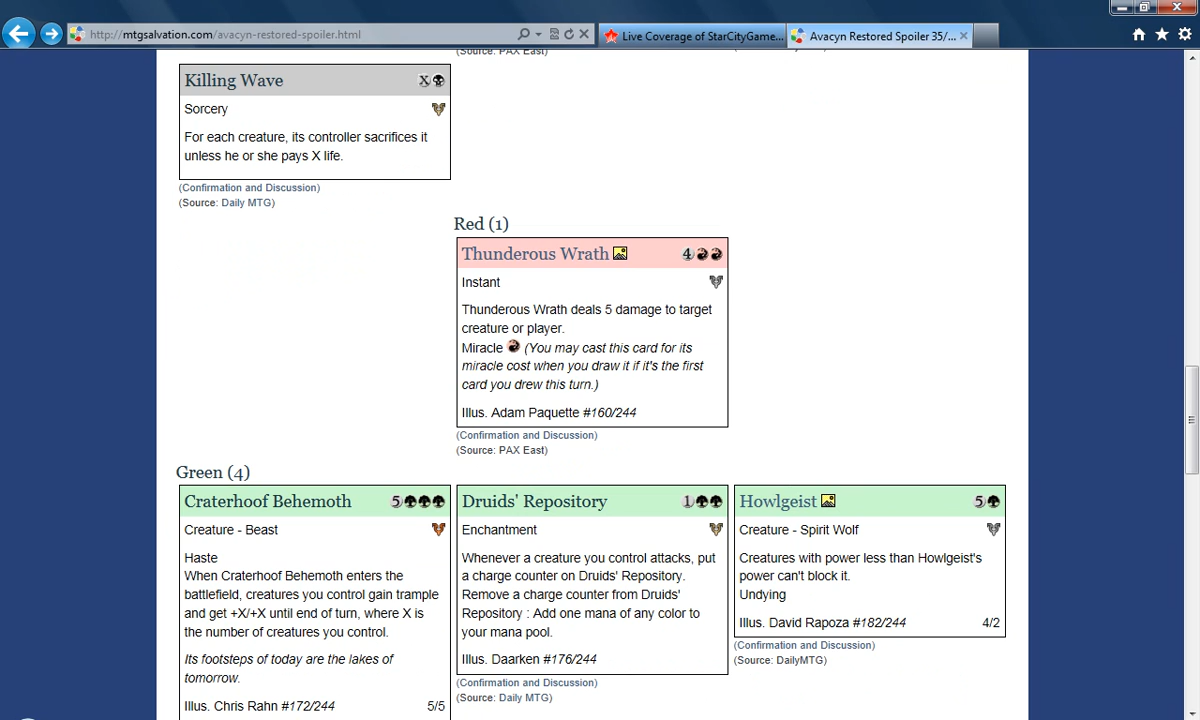 http://mtgsalvation.com/avacyn-restored-spoiler.html
Live Coverage of StarCityGame...
Avacyn Restored Spoiler 35/...
(Source: PAX East)
Killing Wave X
Sorcery
For each creature, its controller sacrifices it
unless he or she pays X life.
(Confirmation and Discussion)
(Source: Daily MTG)
Red (1)
Thunderous Wrath 4
Instant
Thunderous Wrath deals 5 damage to target
creature or player.
Miracle (You may cast this card for its
miracle cost when you draw it if it's the first
card you drew this turn.)
Illus. Adam Paquette #160/244
(Confirmation and Discussion)
(Source: PAX East)
Green (4)
Craterhoof Behemoth 5
Creature - Beast
Haste
When Craterhoof Behemoth enters the
battlefield, creatures you control gain trample
and get +X/+X until end of turn, where X is
the number of creatures you control.
Its footsteps of today are the lakes of
tomorrow.
Illus. Chris Rahn #172/244 5/5
Druids' Repository 1
Enchantment
Whenever a creature you control attacks, put
a charge counter on Druids' Repository.
Remove a charge counter from Druids'
Repository : Add one mana of any color to
your mana pool.
Illus. Daarken #176/244
(Confirmation and Discussion)
(Source: Daily MTG)
Howlgeist 5
Creature - Spirit Wolf
Creatures with power less than Howlgeist's
power can't block it.
Undying
Illus. David Rapoza #182/244 4/2
(Confirmation and Discussion)
(Source: DailyMTG)